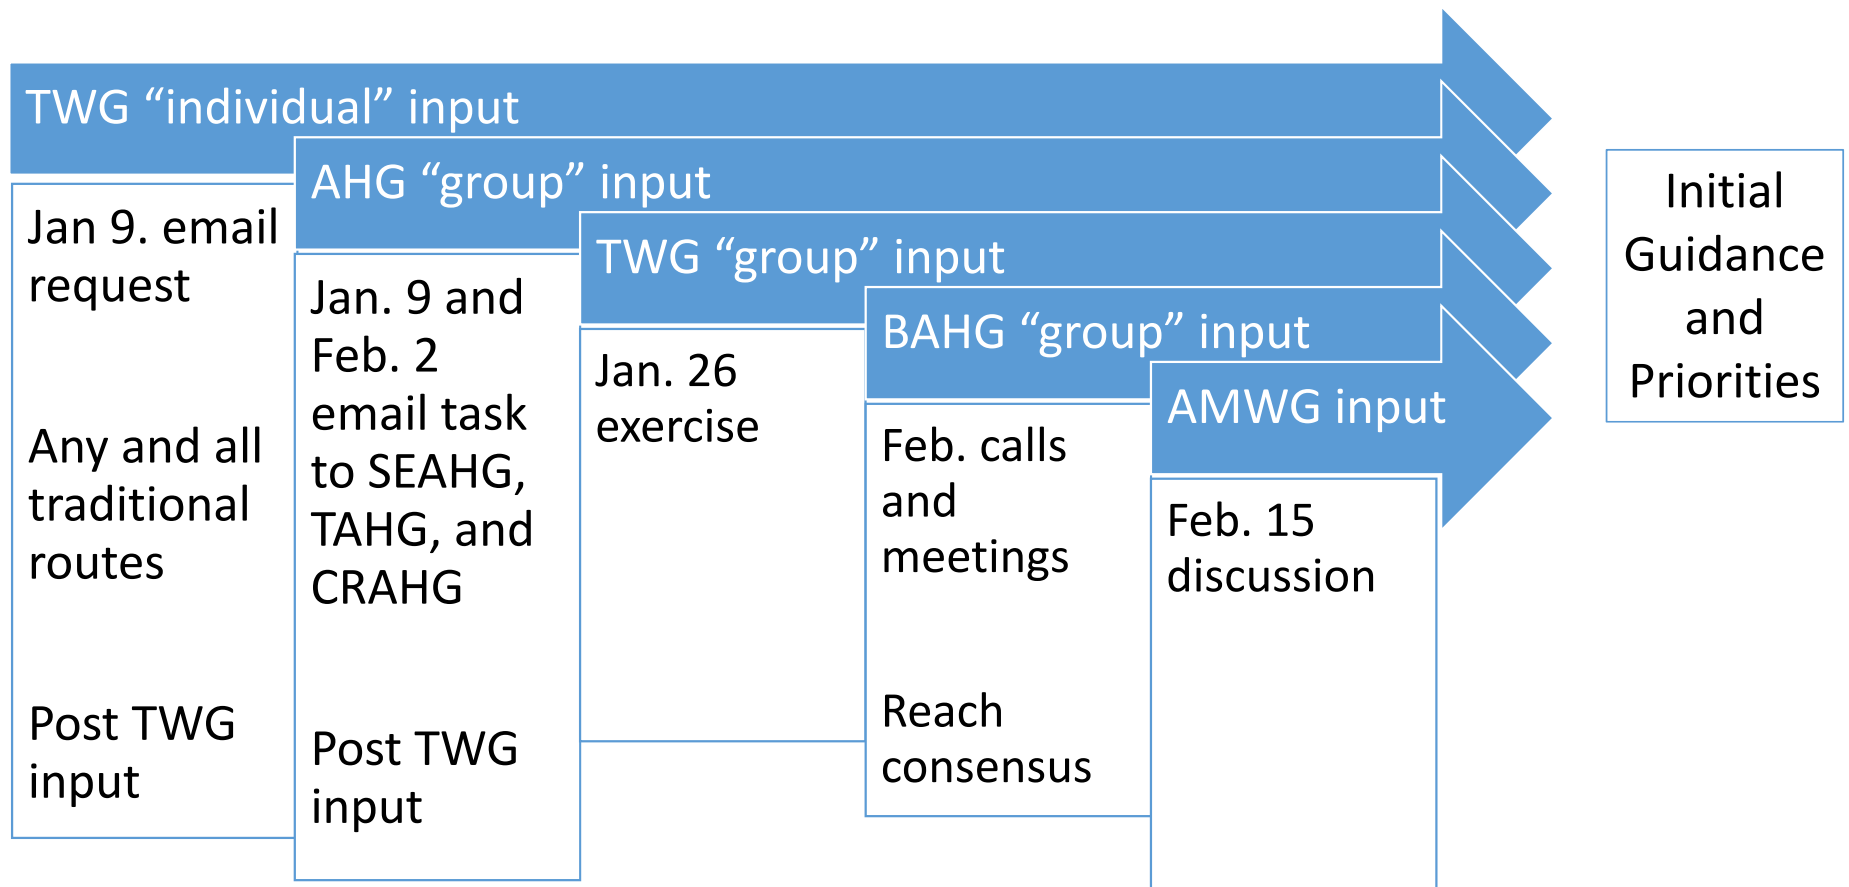 TWG “individual” input
Jan 9. email
request
Any and all
traditional
routes
Post TWG
input
AHG “group” input
Jan. 9 and
Feb. 2
email task
to SEAHG,
TAHG, and
CRAHG
Post TWG
input
TWG “group” input
Jan. 26
exercise
BAHG “group” input
Feb. calls
and
meetings
Reach
consensus
AMWG input
Feb. 15
discussion
Initial
Guidance
and
Priorities